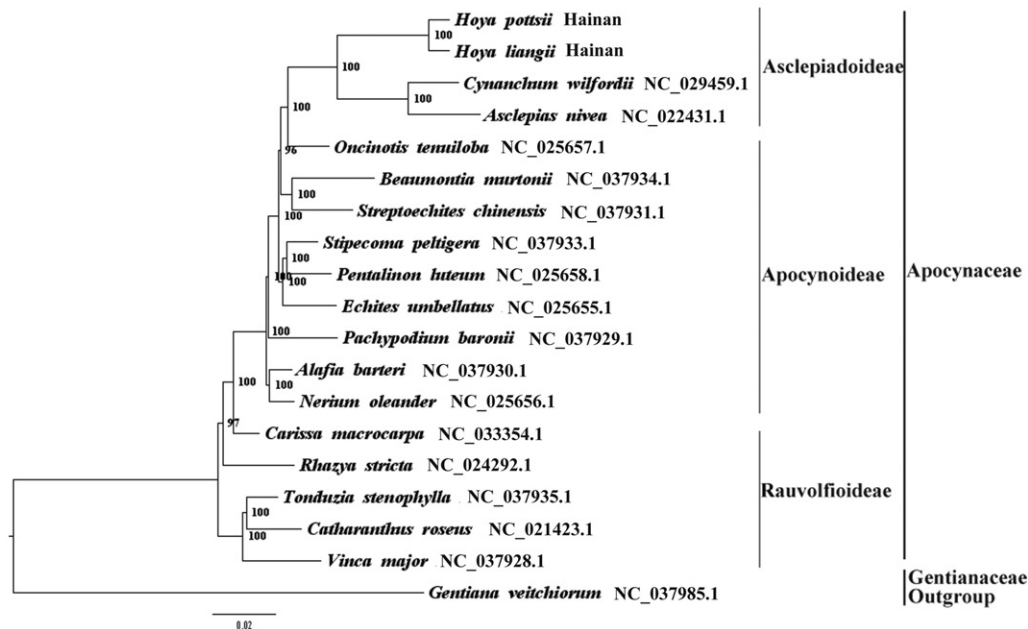 Hoya pottsii Hainan
100
Hoya liangii Hainan
100
Cynanchum wilfordii NC_029459.1
100
Asclepias nivea NC_022431.1
Asclepiadoideae
100
Oncinotis tenuiloba NC_025657.1
96
Beaumontia murtonii NC_037934.1
100
Streptoechites chinensis NC_037931.1
100
Stipecoma peltigera NC_037933.1
100
Pentalinon luteum NC_025658.1
100
100
Echites umbellatus NC_025655.1
Apocynoideae
Apocynaceae
Pachypodium baronii NC_037929.1
100
Alafia barteri NC_037930.1
100
100
Nerium oleander NC_025656.1
97
Carissa macrocarpa NC_033354.1
Rhazya stricta NC_024292.1
Rauvolfioideae
Tonduzia stenophylla NC_037935.1
100
Catharanthus roseus NC_021423.1
100
Vinca major NC_037928.1
Gentiana veitchiorum NC_037985.1
Gentianaceae
Outgroup
0.02